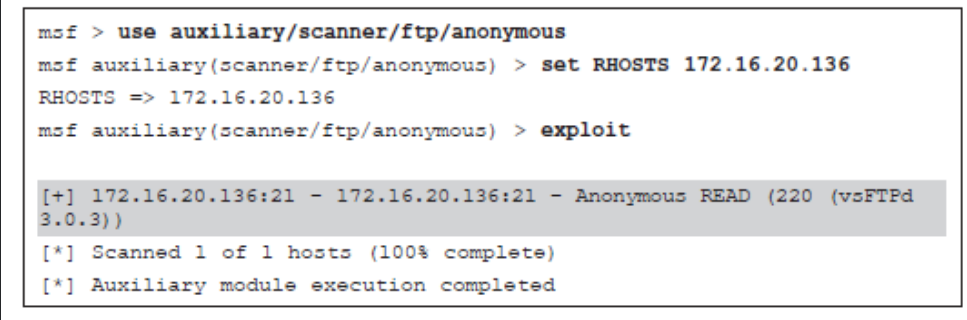 msf > use auxiliary/scanner/ftp/anonymous
msf auxiliary(scanner/ftp/anonymous) > set RHOSTS 172.16.20.136
RHOSTS => 172.16.20.136
msf auxiliary(scanner/ftp/anonymous) > exploit
[+] 172.16.20.136:21 - 172.16.20.136:21 - Anonymous READ (220 (vsFTPd
3.0.3))
[*] Scanned 1 of 1 hosts (100% complete)
[*] Auxiliary module execution completed